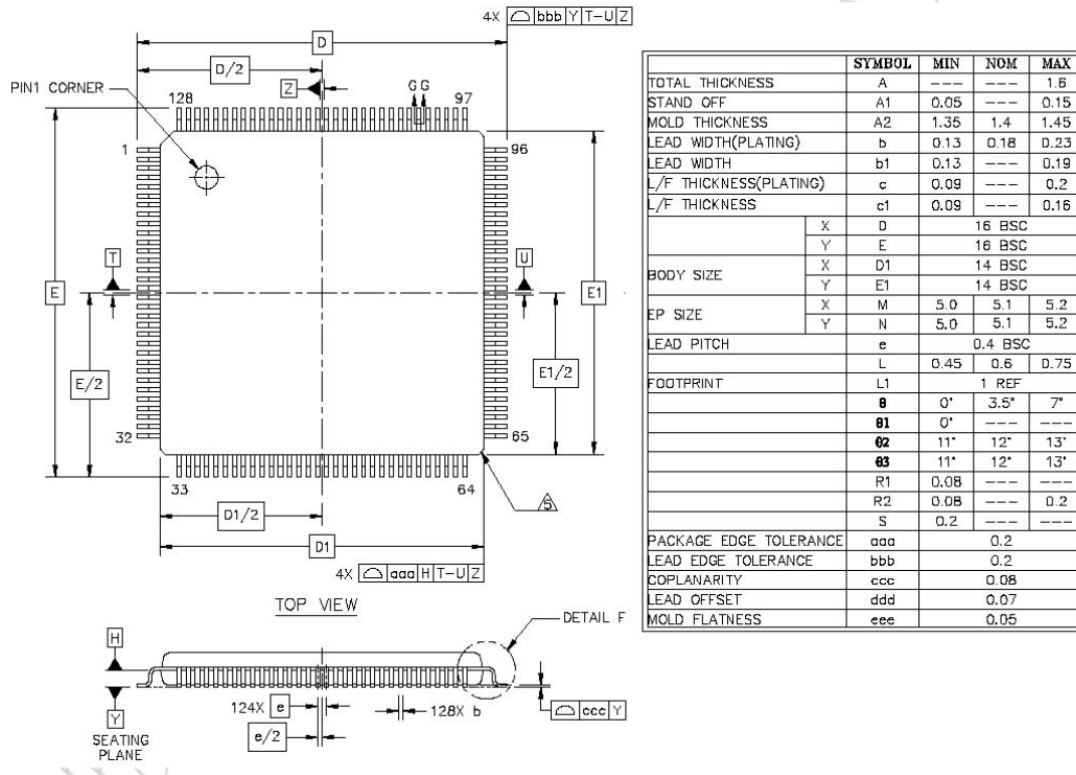 4X ⌓ bbb Y T-U Z
D
D/2
PIN1 CORNER
Z
G G
128
97
1
96
T
U
E
E1
E/2
E1/2
32
65
33
64
D1/2
5
D1
4X ⌓ aaa H T-U Z
TOP VIEW
DETAIL F
H
124X e
128X b
⌓ ccc Y
Y
e/2
SEATING
PLANE
SYMBOL MIN NOM MAX
TOTAL THICKNESS A --- --- 1.6
STAND OFF A1 0.05 --- 0.15
MOLD THICKNESS A2 1.35 1.4 1.45
LEAD WIDTH(PLATING) b 0.13 0.18 0.23
LEAD WIDTH b1 0.13 --- 0.19
L/F THICKNESS(PLATING) c 0.09 --- 0.2
L/F THICKNESS c1 0.09 --- 0.16
X D 16 BSC
Y E 16 BSC
BODY SIZE X D1 14 BSC
Y E1 14 BSC
EP SIZE X M 5.0 5.1 5.2
Y N 5.0 5.1 5.2
LEAD PITCH e 0.4 BSC
L 0.45 0.6 0.75
FOOTPRINT L1 1 REF
θ 0° 3.5° 7°
θ1 0° --- ---
θ2 11° 12° 13°
θ3 11° 12° 13°
R1 0.08 --- ---
R2 0.08 --- 0.2
S 0.2 --- ---
PACKAGE EDGE TOLERANCE aaa 0.2
LEAD EDGE TOLERANCE bbb 0.2
COPLANARITY ccc 0.08
LEAD OFFSET ddd 0.07
MOLD FLATNESS eee 0.05